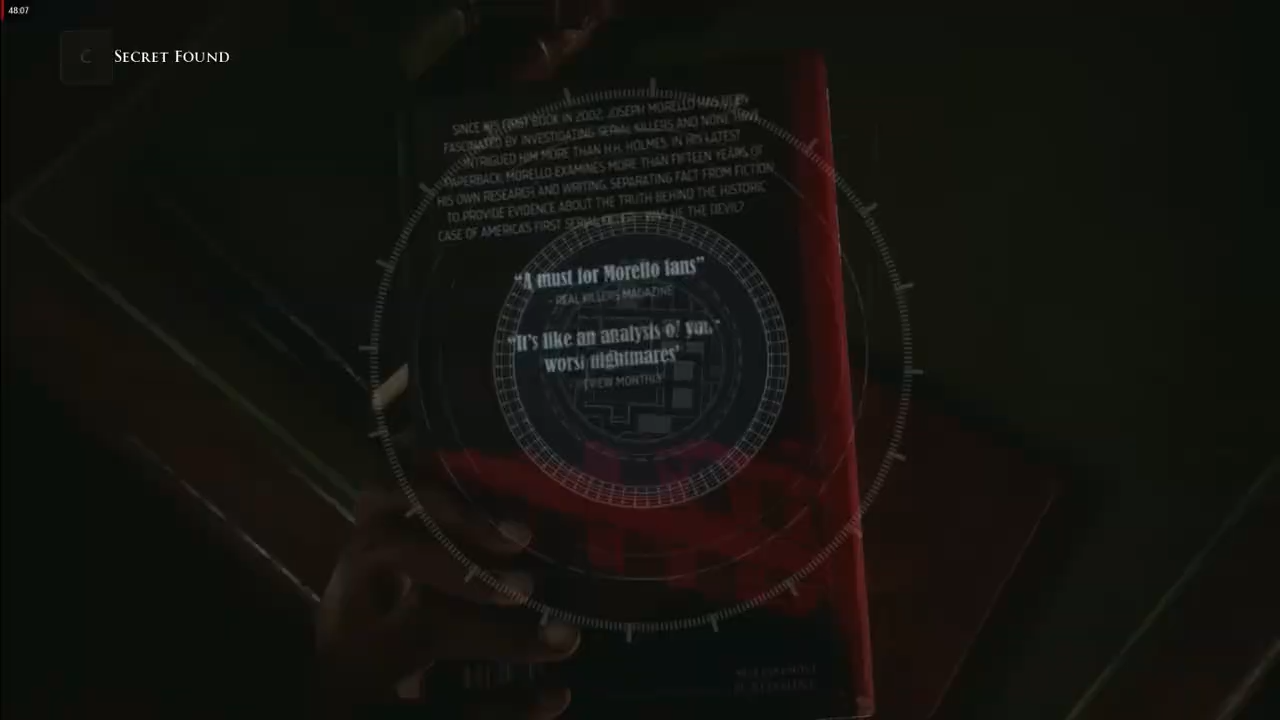 48:07
C
SECRET FOUND
SINCE HIS FIRST BOOK IN 2002, JOSEPH MORELLO HAS BEEN
FASCINATED BY INVESTIGATING SERIAL KILLERS AND NONE HAVE
INTRIGUED HIM MORE THAN H.H. HOLMES. IN HIS LATEST
PAPERBACK, MORELLO EXAMINES MORE THAN FIFTEEN YEARS OF
HIS OWN RESEARCH AND WRITING, SEPARATING FACT FROM FICTION
TO PROVIDE EVIDENCE ABOUT THE TRUTH BEHIND THE HISTORIC
CASE OF AMERICA'S FIRST SERIAL HE THE DEVIL?
"A must for Morello fans"
- REAL KILLERS MAGAZINE
"It's like an analysis of your
worst nightmares'
MONTHLY